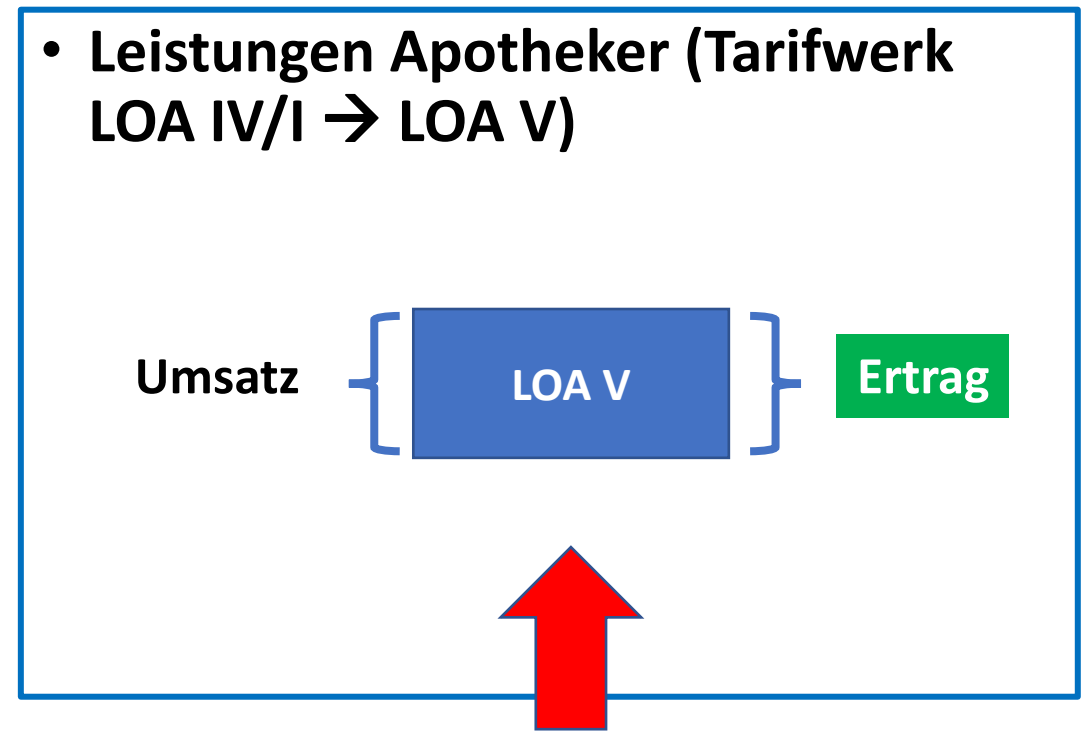 • Leistungen Apotheker (Tarifwerk
LOA IV/I → LOA V)
Umsatz
LOA V
Ertrag